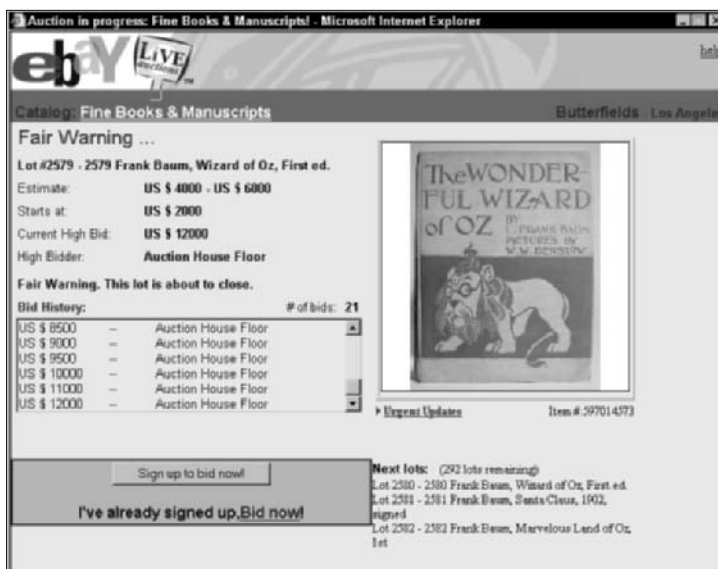 Auction in progress: Fine Books & Manuscripts! - Microsoft Internet Explorer
ebaY
LiVE
auctions
TM
help
Catalog: Fine Books & Manuscripts
Butterfields - Los Angeles
Fair Warning ...
Lot #2579 - 2579 Frank Baum, Wizard of Oz, First ed.
Estimate: US $ 4000 - US $ 6000
Starts at: US $ 2000
Current High Bid: US $ 12000
High Bidder: Auction House Floor
Fair Warning. This lot is about to close.
Bid History: # of bids: 21
US $ 8500 -- Auction House Floor
US $ 9000 -- Auction House Floor
US $ 9500 -- Auction House Floor
US $ 10000 -- Auction House Floor
US $ 11000 -- Auction House Floor
US $ 12000 -- Auction House Floor
Sign up to bid now!
I've already signed up, Bid now!
The WONDER-
FUL WIZARD
of OZ
BY
L. FRANK BAUM
PICTURES BY
W.W. DENSLOW
Urgent Updates Item # 597014573
Next lots: (292 lots remaining)
Lot 2580 - 2580 Frank Baum, Wizard of Oz, First ed.
Lot 2581 - 2581 Frank Baum, Santa Claus, 1902,
signed
Lot 2582 - 2582 Frank Baum, Marvelous Land of Oz,
1st